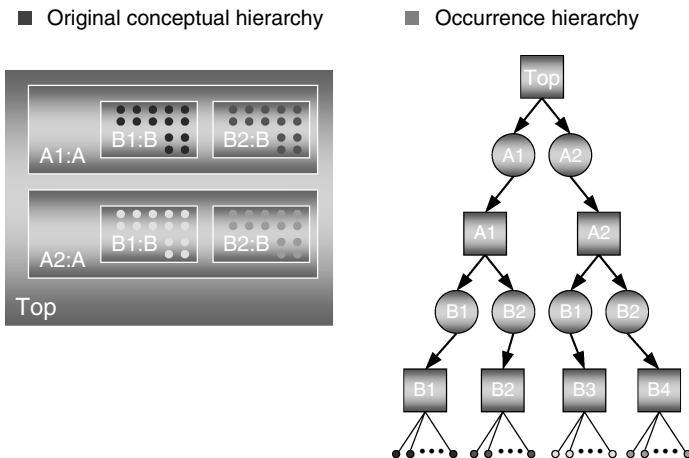 Original conceptual hierarchy
A1:A
B1:B
B2:B
A2:A
B1:B
B2:B
Top
Occurrence hierarchy
Top
A1 A2
A1 A2
B1 B2 B1 B2
B1 B2 B3 B4